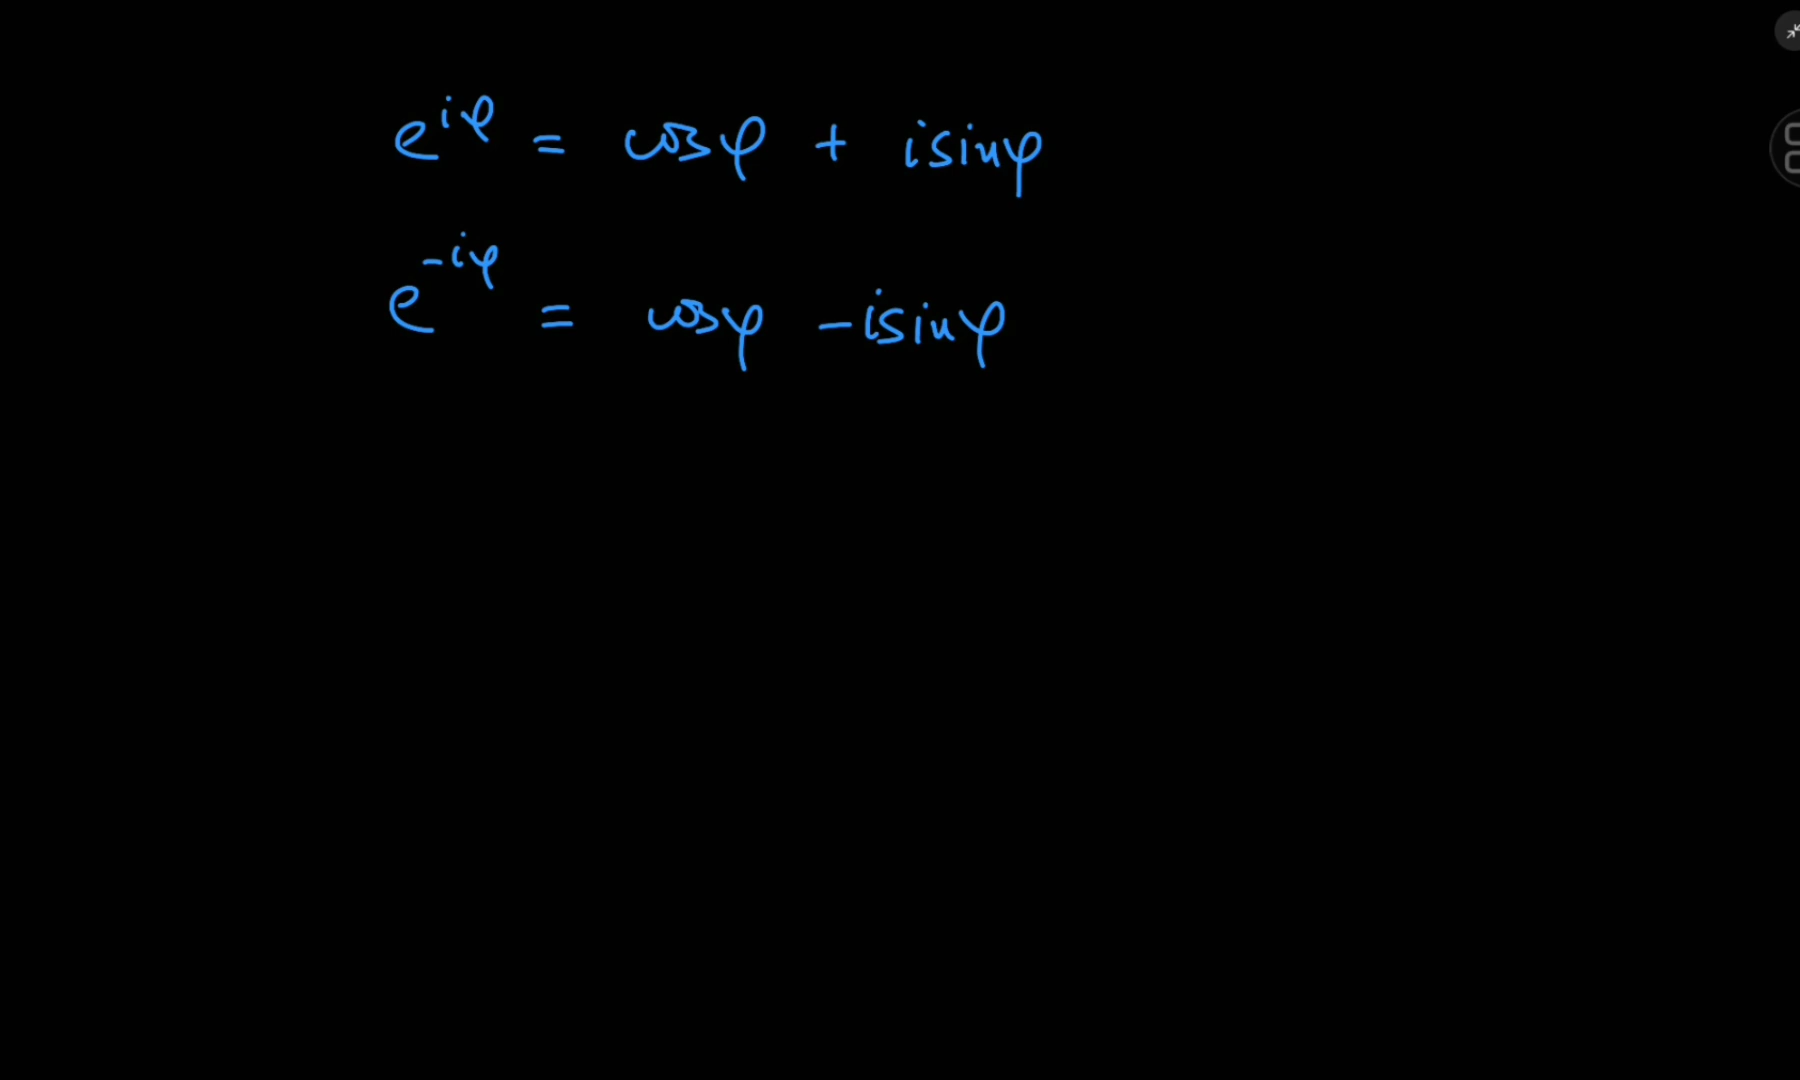 e^{iφ} = cosφ + isinφ
e^{-iφ} = cosφ - isinφ